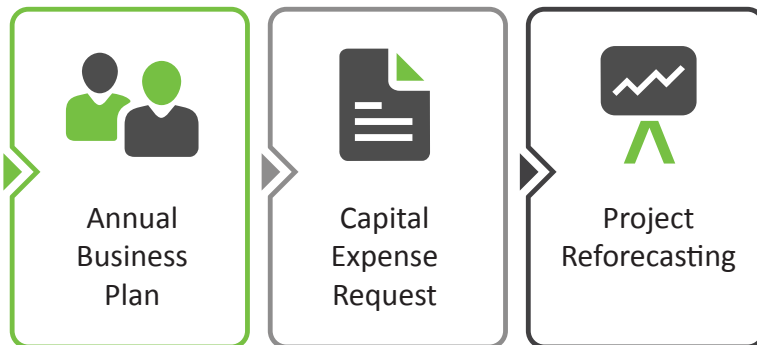 Annual
Business
Plan
Capital
Expense
Request
Project
Reforecasting